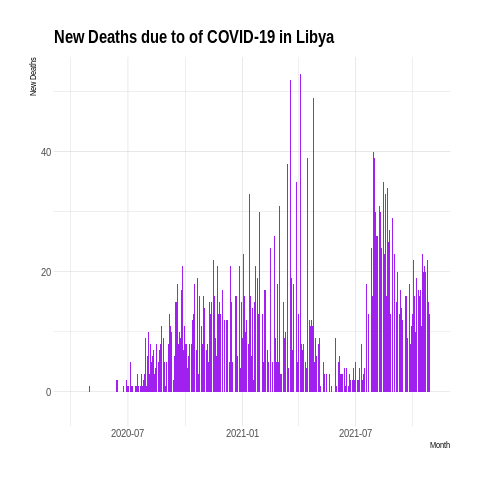 New Deaths due to of COVID-19 in Libya
New Deaths
40
20
0
2020-07
2021-01
2021-07
Month